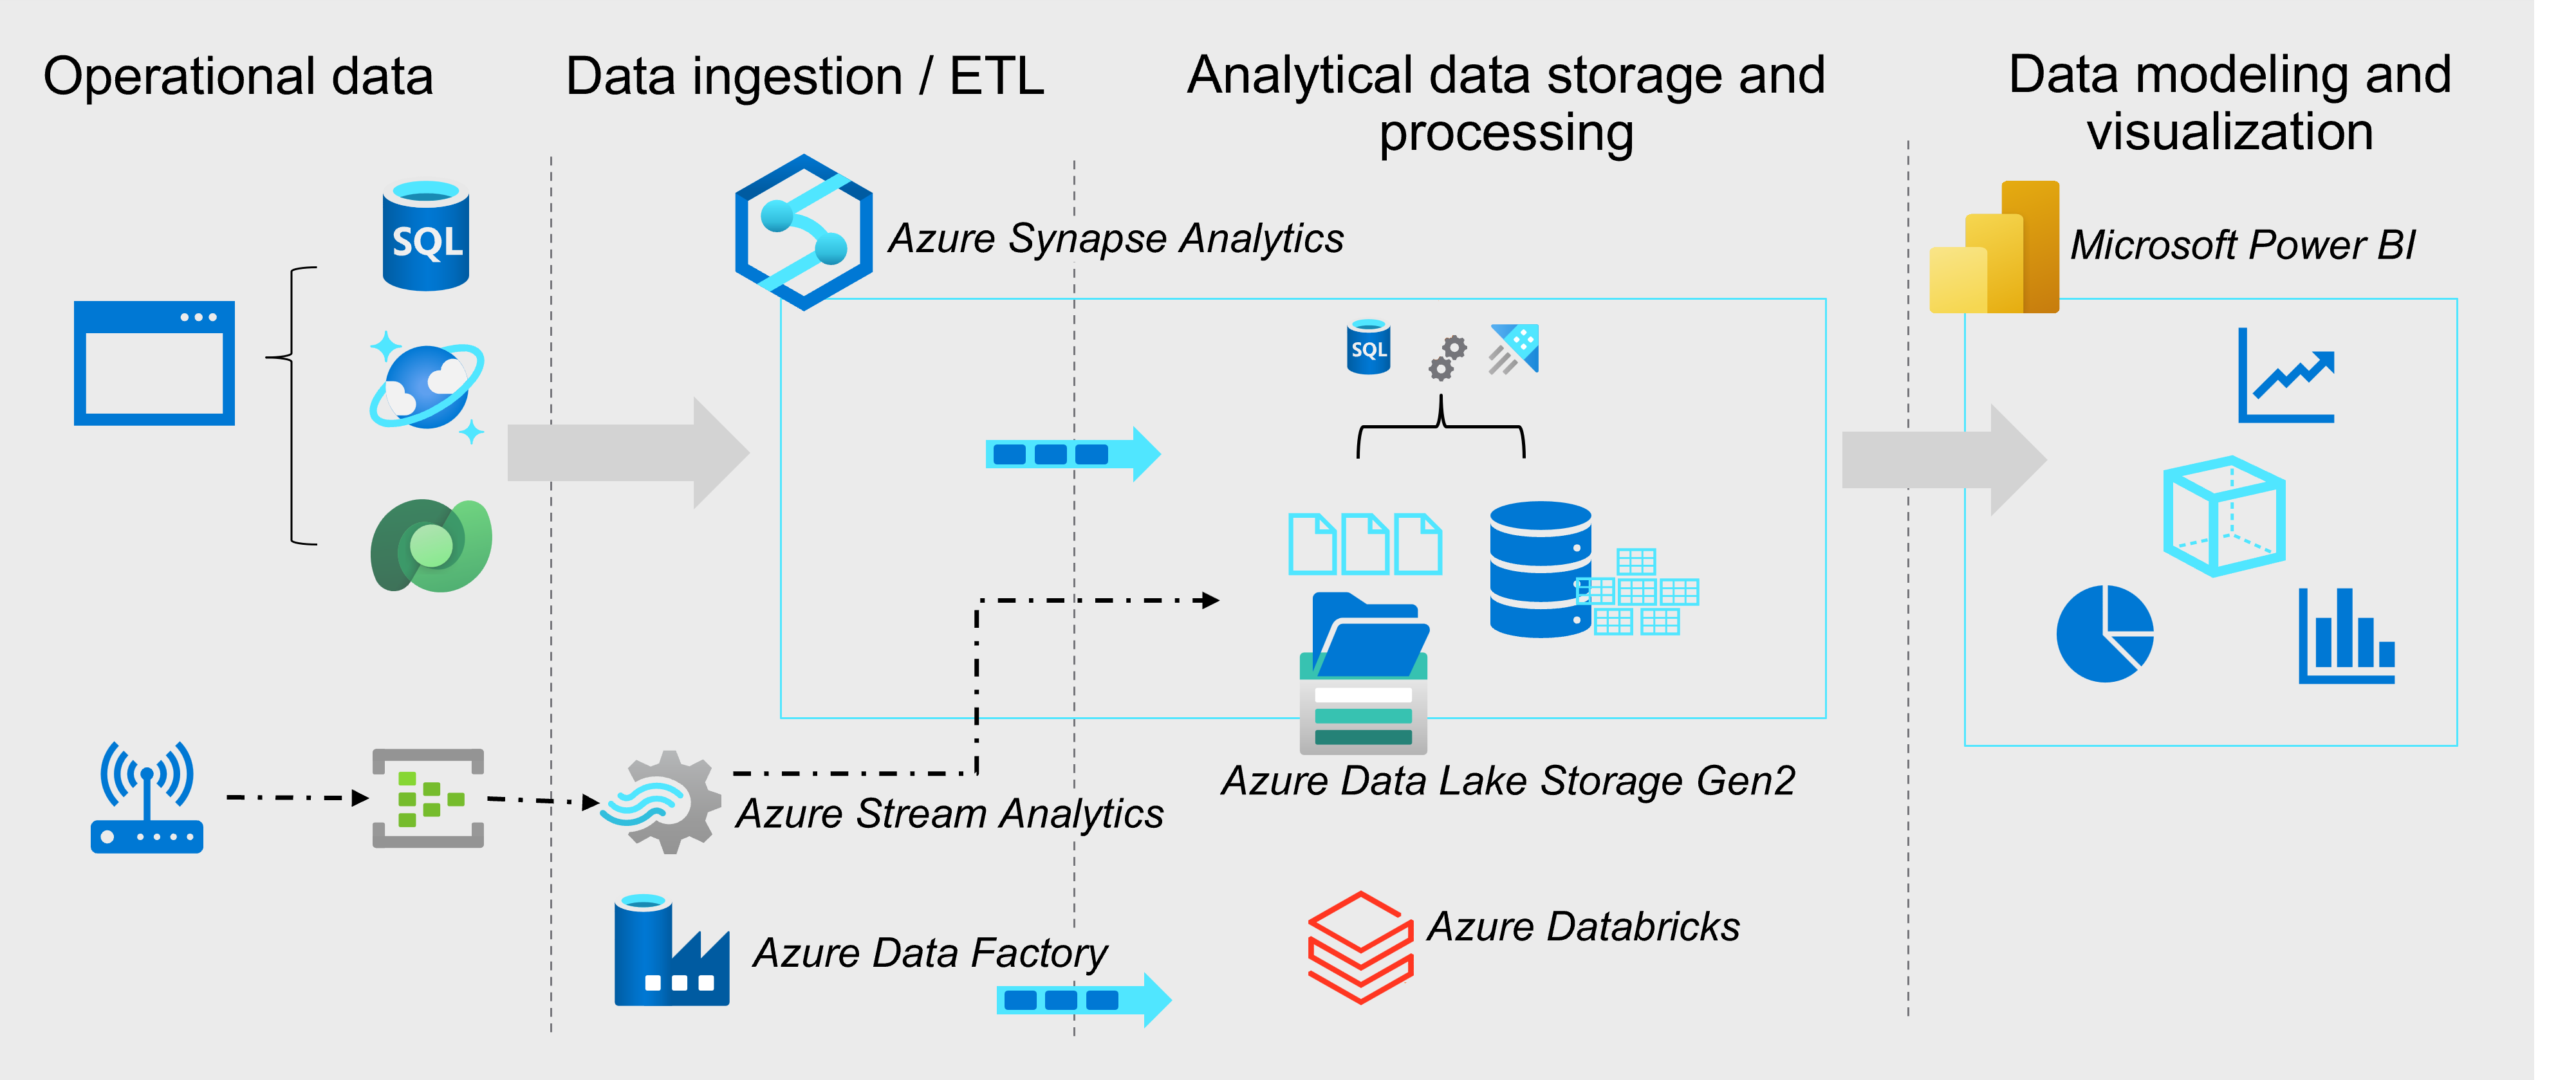 Operational data
Data ingestion / ETL
Analytical data storage and
processing
Data modeling and
visualization
SQL
Azure Synapse Analytics
Microsoft Power BI
SQL
Azure Stream Analytics
Azure Data Lake Storage Gen2
Azure Data Factory
Azure Databricks